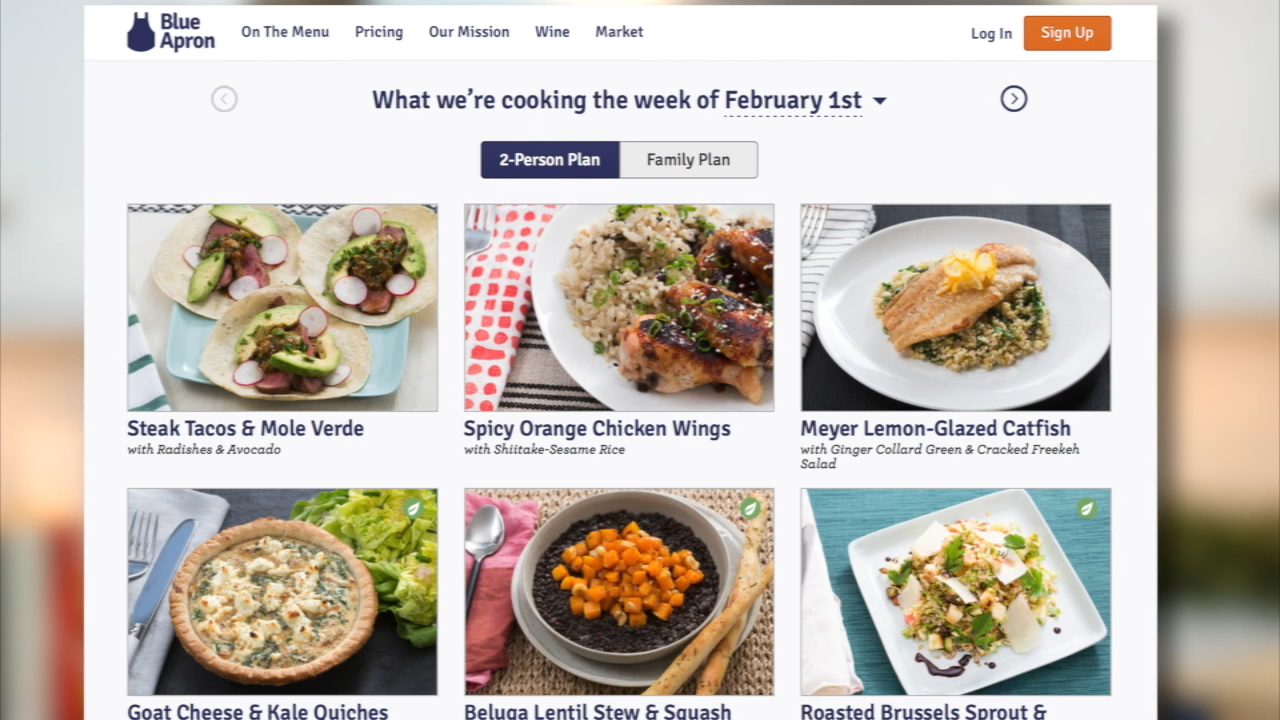 Blue
Apron
On The Menu
Pricing
Our Mission
Wine
Market
Log In
Sign Up
What we’re cooking the week of February 1st
2-Person Plan
Family Plan
Steak Tacos & Mole Verde
with Radishes & Avocado
Spicy Orange Chicken Wings
with Shiitake-Sesame Rice
Meyer Lemon-Glazed Catfish
with Ginger Collard Green & Cracked Freekeh
Salad
Goat Cheese & Kale Quiches
Beluga Lentil Stew & Squash
Roasted Brussels Sprout &